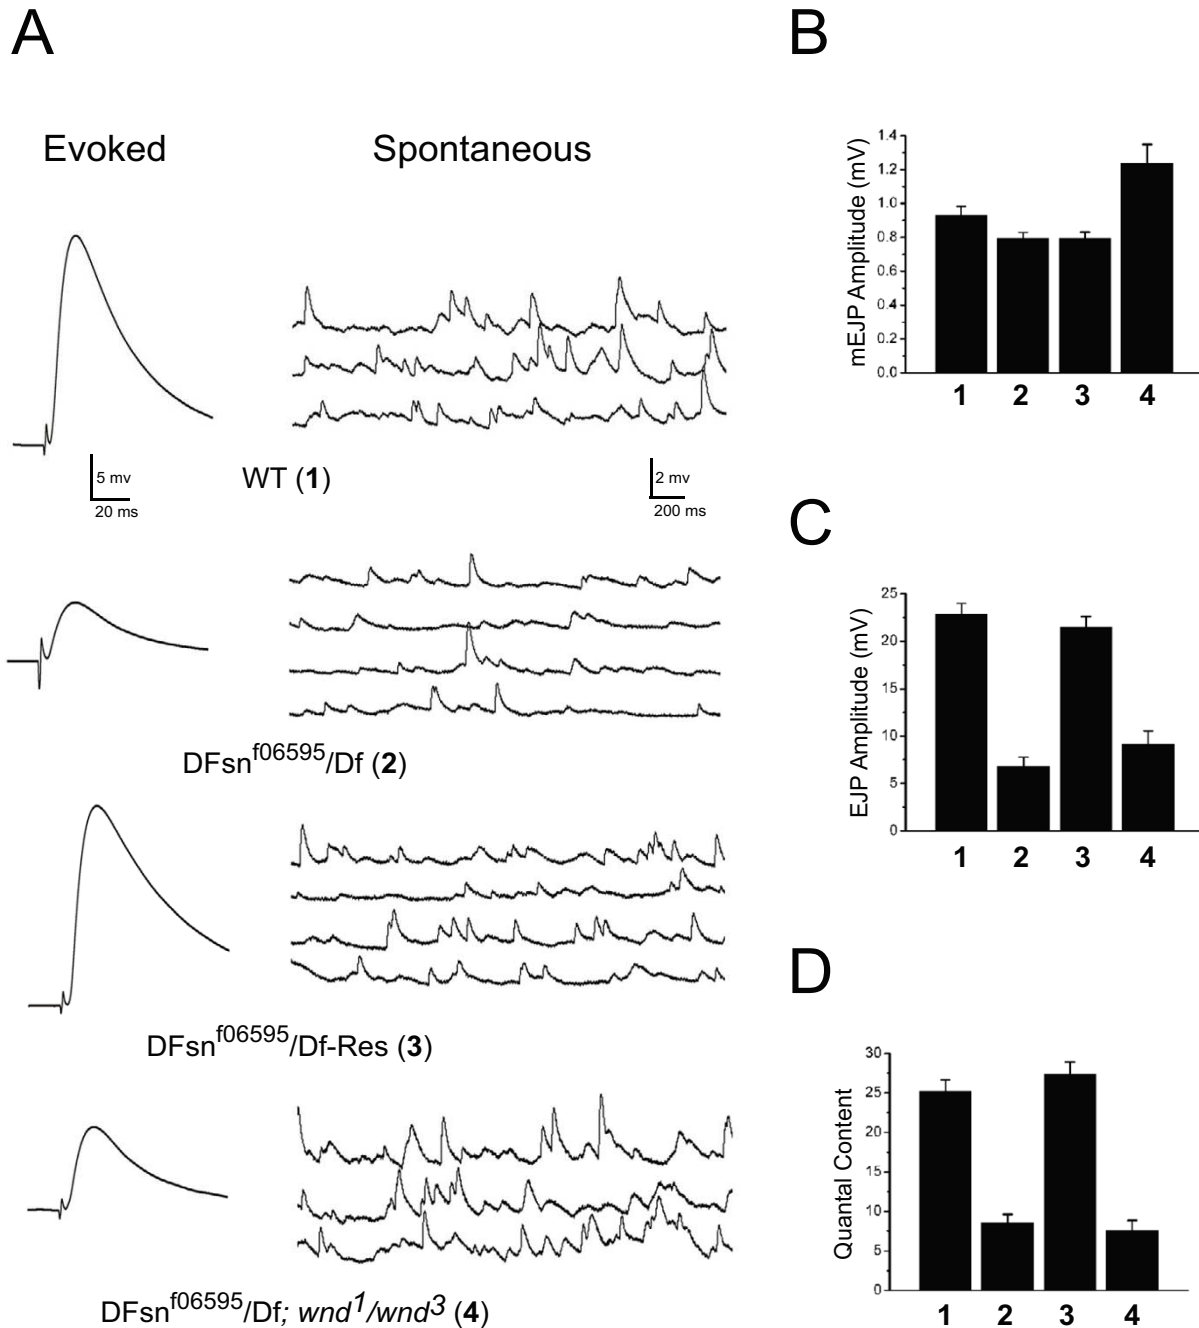 A
Evoked
Spontaneous
5 mv
20 ms
WT (1)
2 mv
200 ms
DFsn^f06595/Df (2)
DFsn^f06595/Df-Res (3)
DFsn^f06595/Df; wnd^1/wnd^3 (4)
B
mEJP Amplitude (mV)
1.4
1.2
1.0
0.8
0.6
0.4
0.2
0.0
1 2 3 4
C
EJP Amplitude (mV)
25
20
15
10
5
0
1 2 3 4
D
Quantal Content
30
25
20
15
10
5
0
1 2 3 4